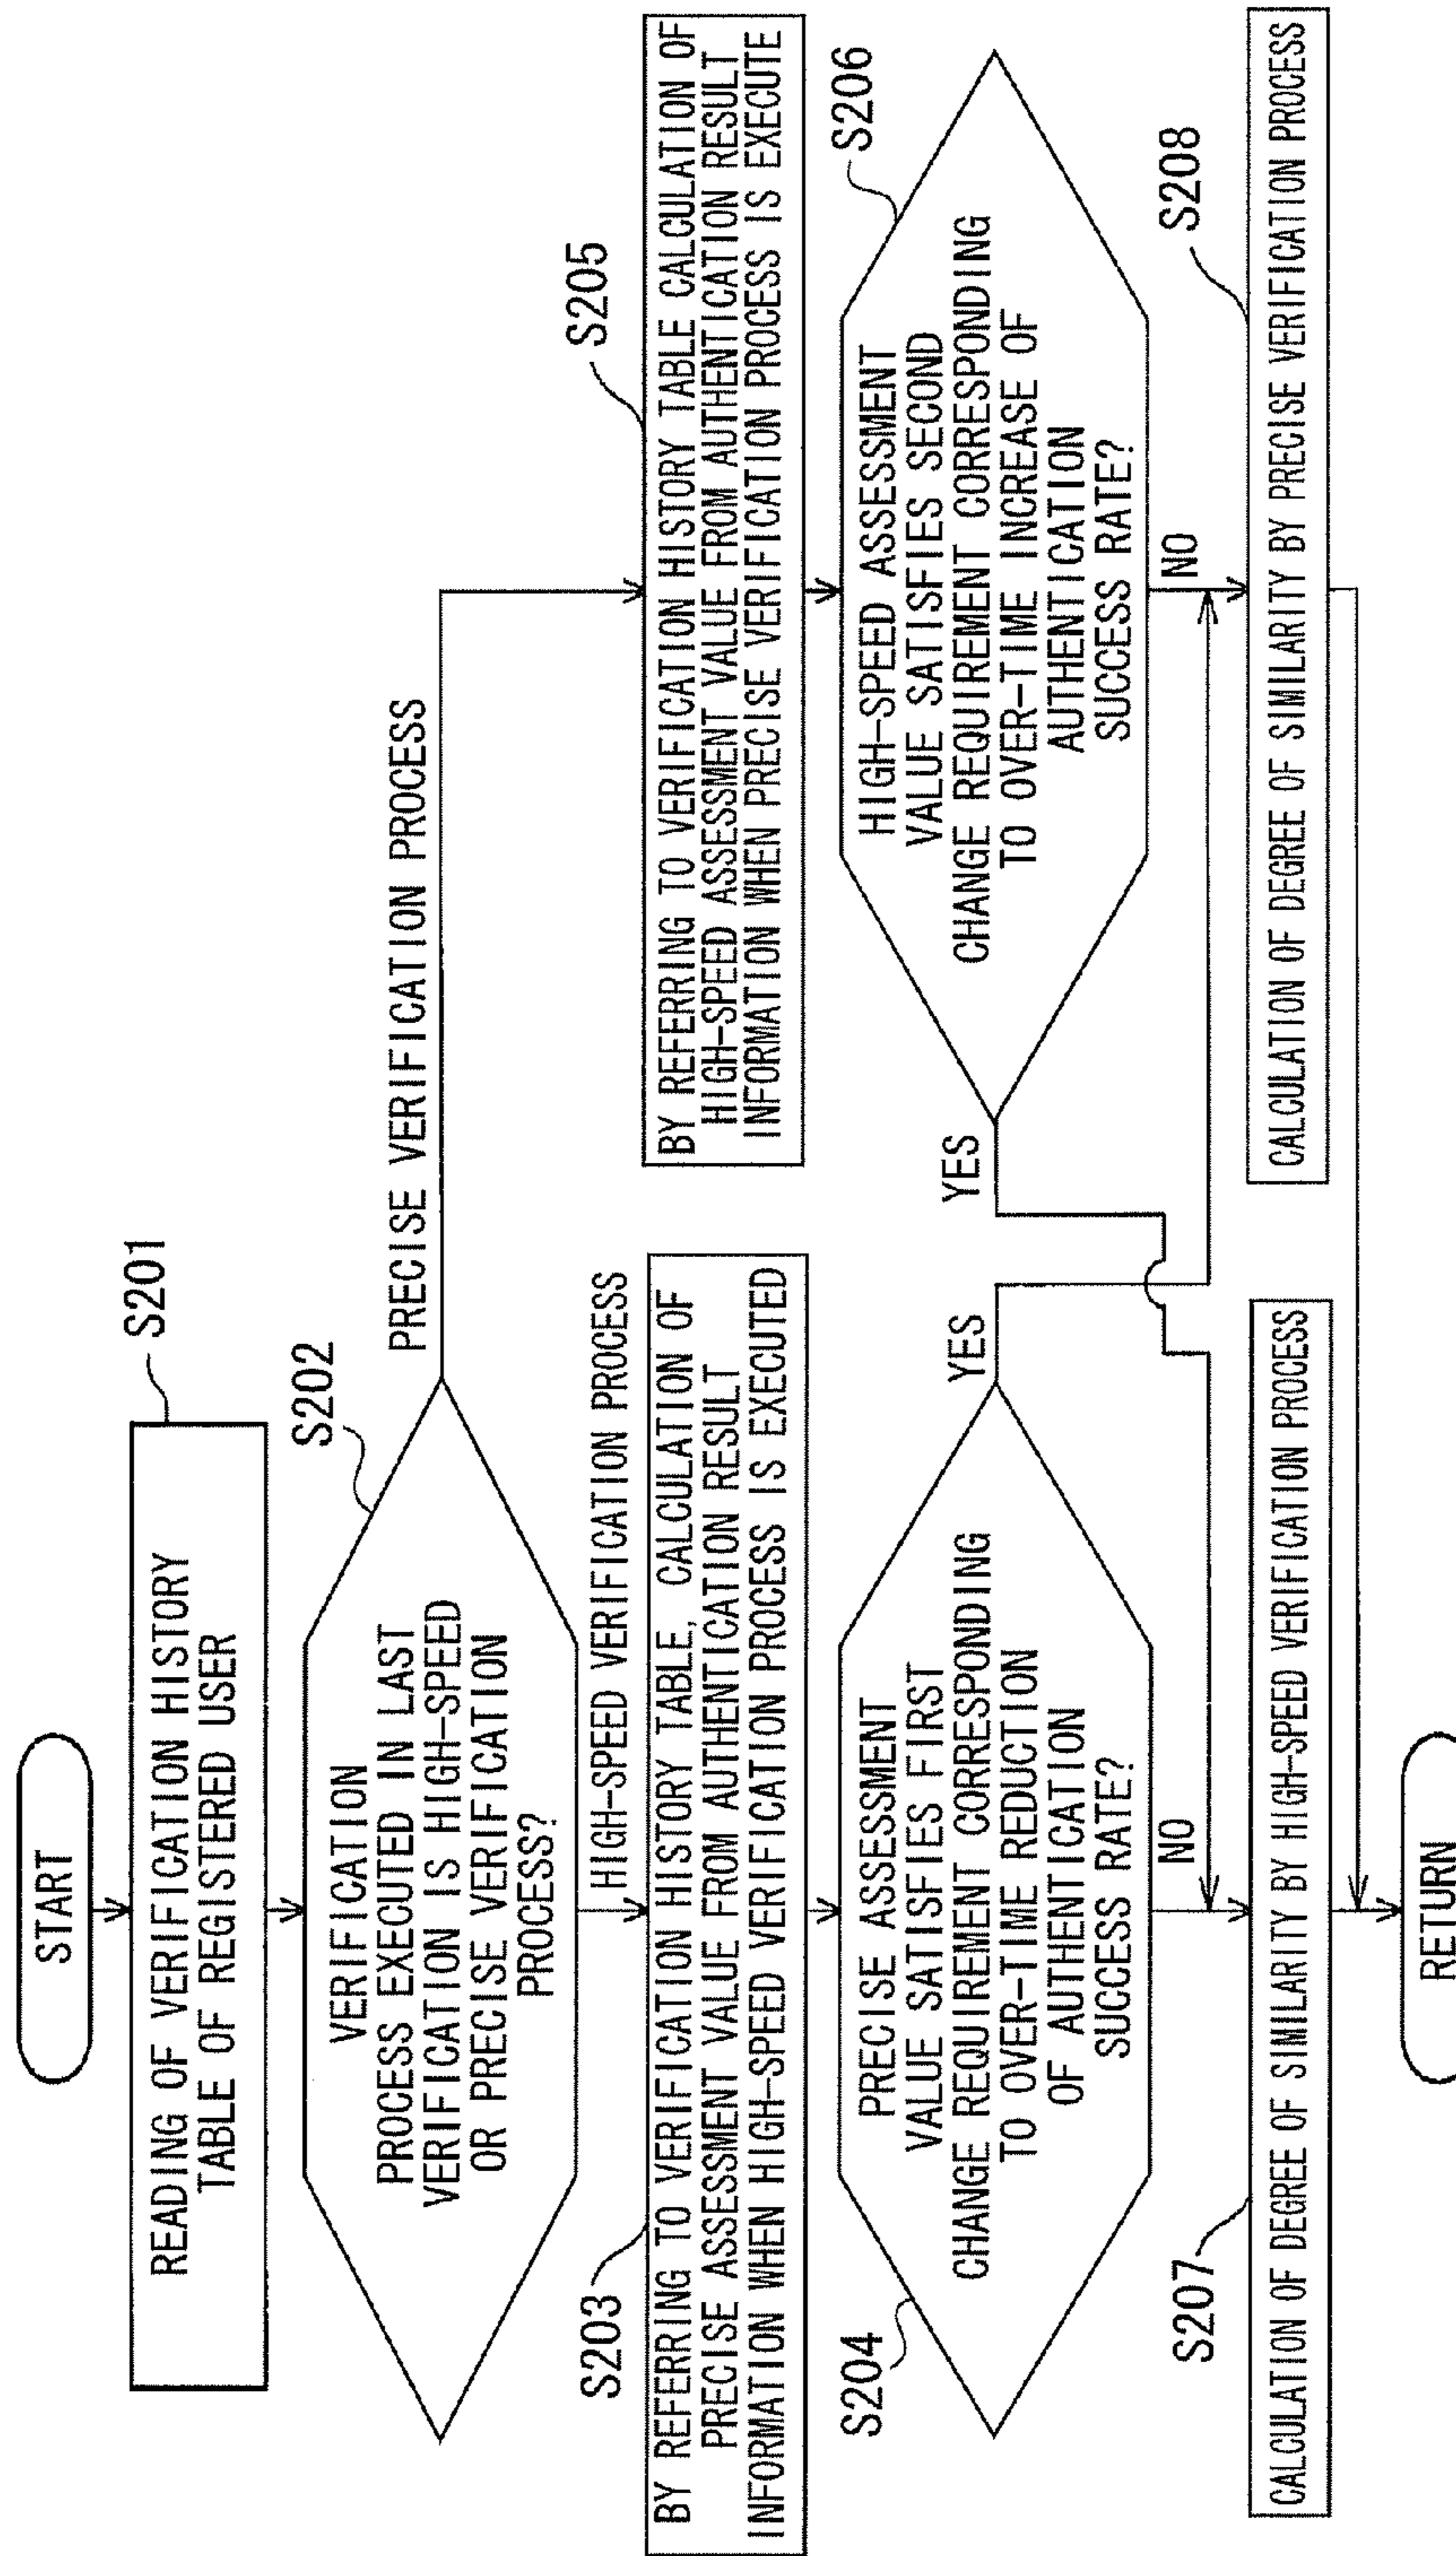 START
S201
READING OF VERIFICATION HISTORY
TABLE OF REGISTERED USER
S202
VERIFICATION
PROCESS EXECUTED IN LAST
VERIFICATION IS HIGH-SPEED
OR PRECISE VERIFICATION
PROCESS?
PRECISE VERIFICATION PROCESS
HIGH-SPEED VERIFICATION PROCESS
S203
BY REFERRING TO VERIFICATION HISTORY TABLE, CALCULATION OF
PRECISE ASSESSMENT VALUE FROM AUTHENTICATION RESULT
INFORMATION WHEN HIGH-SPEED VERIFICATION PROCESS IS EXECUTED
S205
BY REFERRING TO VERIFICATION HISTORY TABLE CALCULATION OF
HIGH-SPEED ASSESSMENT VALUE FROM AUTHENTICATION RESULT
INFORMATION WHEN PRECISE VERIFICATION PROCESS IS EXECUTE
S204
PRECISE ASSESSMENT
VALUE SATISFIES FIRST
CHANGE REQUIREMENT CORRESPONDING
TO OVER-TIME REDUCTION
OF AUTHENTICATION
SUCCESS RATE?
YES
NO
S206
HIGH-SPEED ASSESSMENT
VALUE SATISFIES SECOND
CHANGE REQUIREMENT CORRESPONDING
TO OVER-TIME INCREASE OF
AUTHENTICATION
SUCCESS RATE?
YES
NO
S207
CALCULATION OF DEGREE OF SIMILARITY BY HIGH-SPEED VERIFICATION PROCESS
S208
CALCULATION OF DEGREE OF SIMILARITY BY PRECISE VERIFICATION PROCESS
RETURN